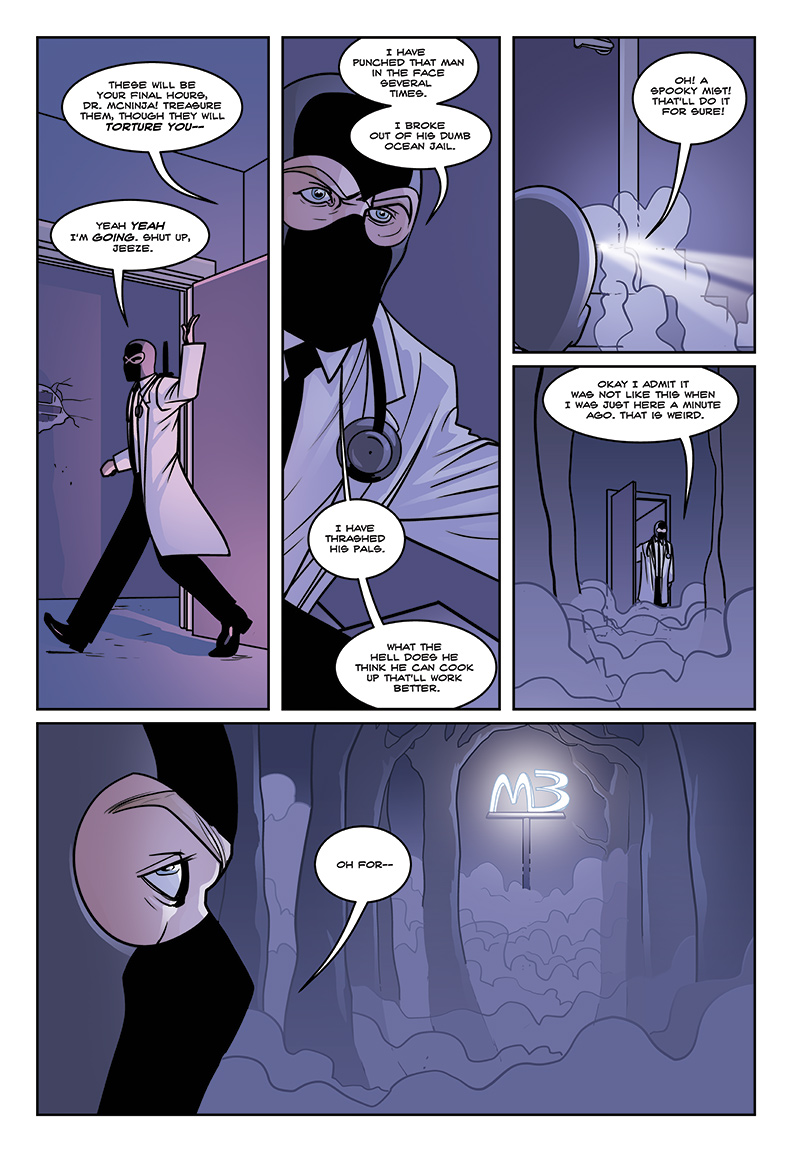 THESE WILL BE
YOUR FINAL HOURS,
DR. MCNINJA! TREASURE
THEM, THOUGH THEY WILL
TORTURE YOU--
YEAH YEAH
I'M GOING. SHUT UP,
JEEZE.
I HAVE
PUNCHED THAT MAN
IN THE FACE
SEVERAL
TIMES.
I BROKE
OUT OF HIS DUMB
OCEAN JAIL.
I HAVE
THRASHED
HIS PALS.
WHAT THE
HELL DOES HE
THINK HE CAN COOK
UP THAT'LL WORK
BETTER.
OH! A
SPOOKY MIST!
THAT'LL DO IT
FOR SURE!
OKAY I ADMIT IT
WAS NOT LIKE THIS WHEN
I WAS JUST HERE A MINUTE
AGO. THAT IS WEIRD.
OH FOR--
M3